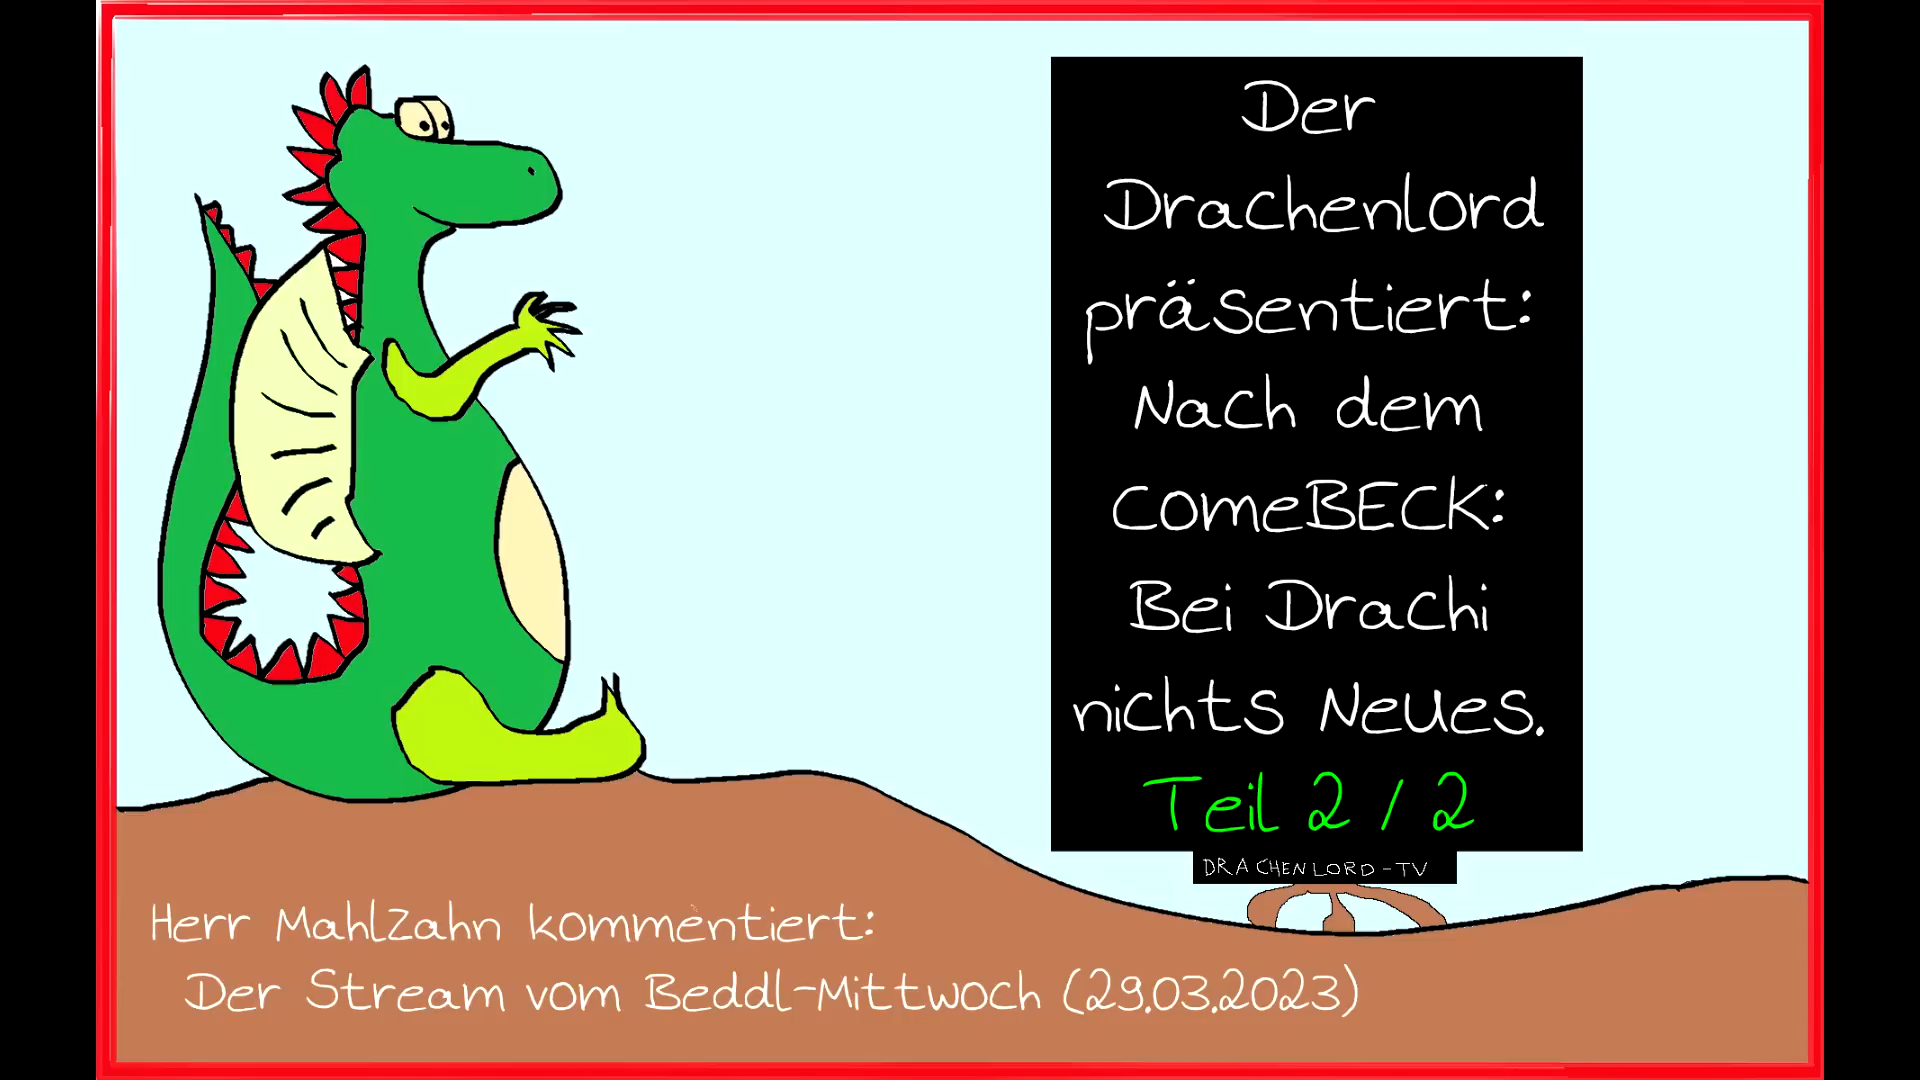 Der
Drachenlord
präsentiert:
Nach dem
ComeBECK:
Bei Drachi
nichts Neues.
Teil 2 / 2
DRACHENLORD-TV
Herr Mahlzahn kommentiert:
Der Stream vom Beddl-Mittwoch (29.03.2023)